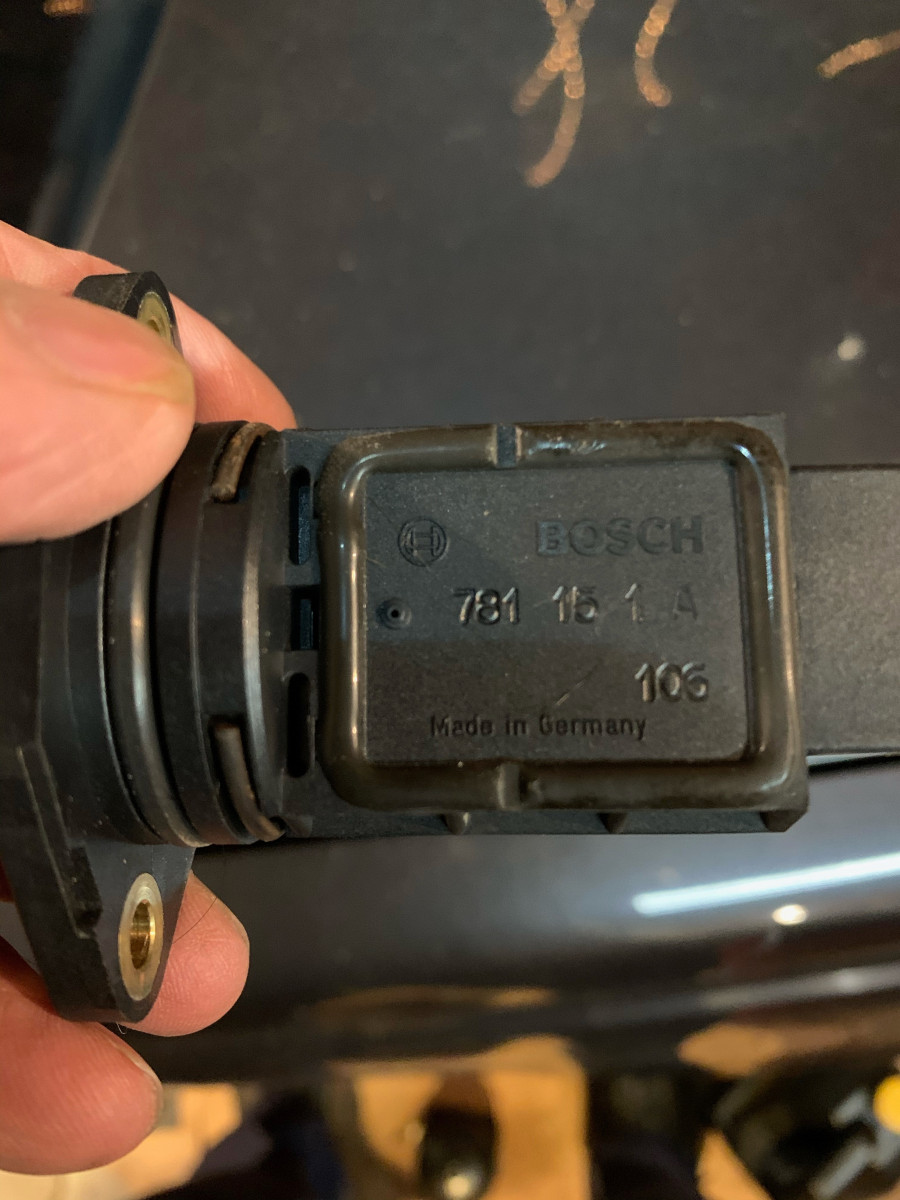 BOSCH
781 15 1 A
106
Made in Germany